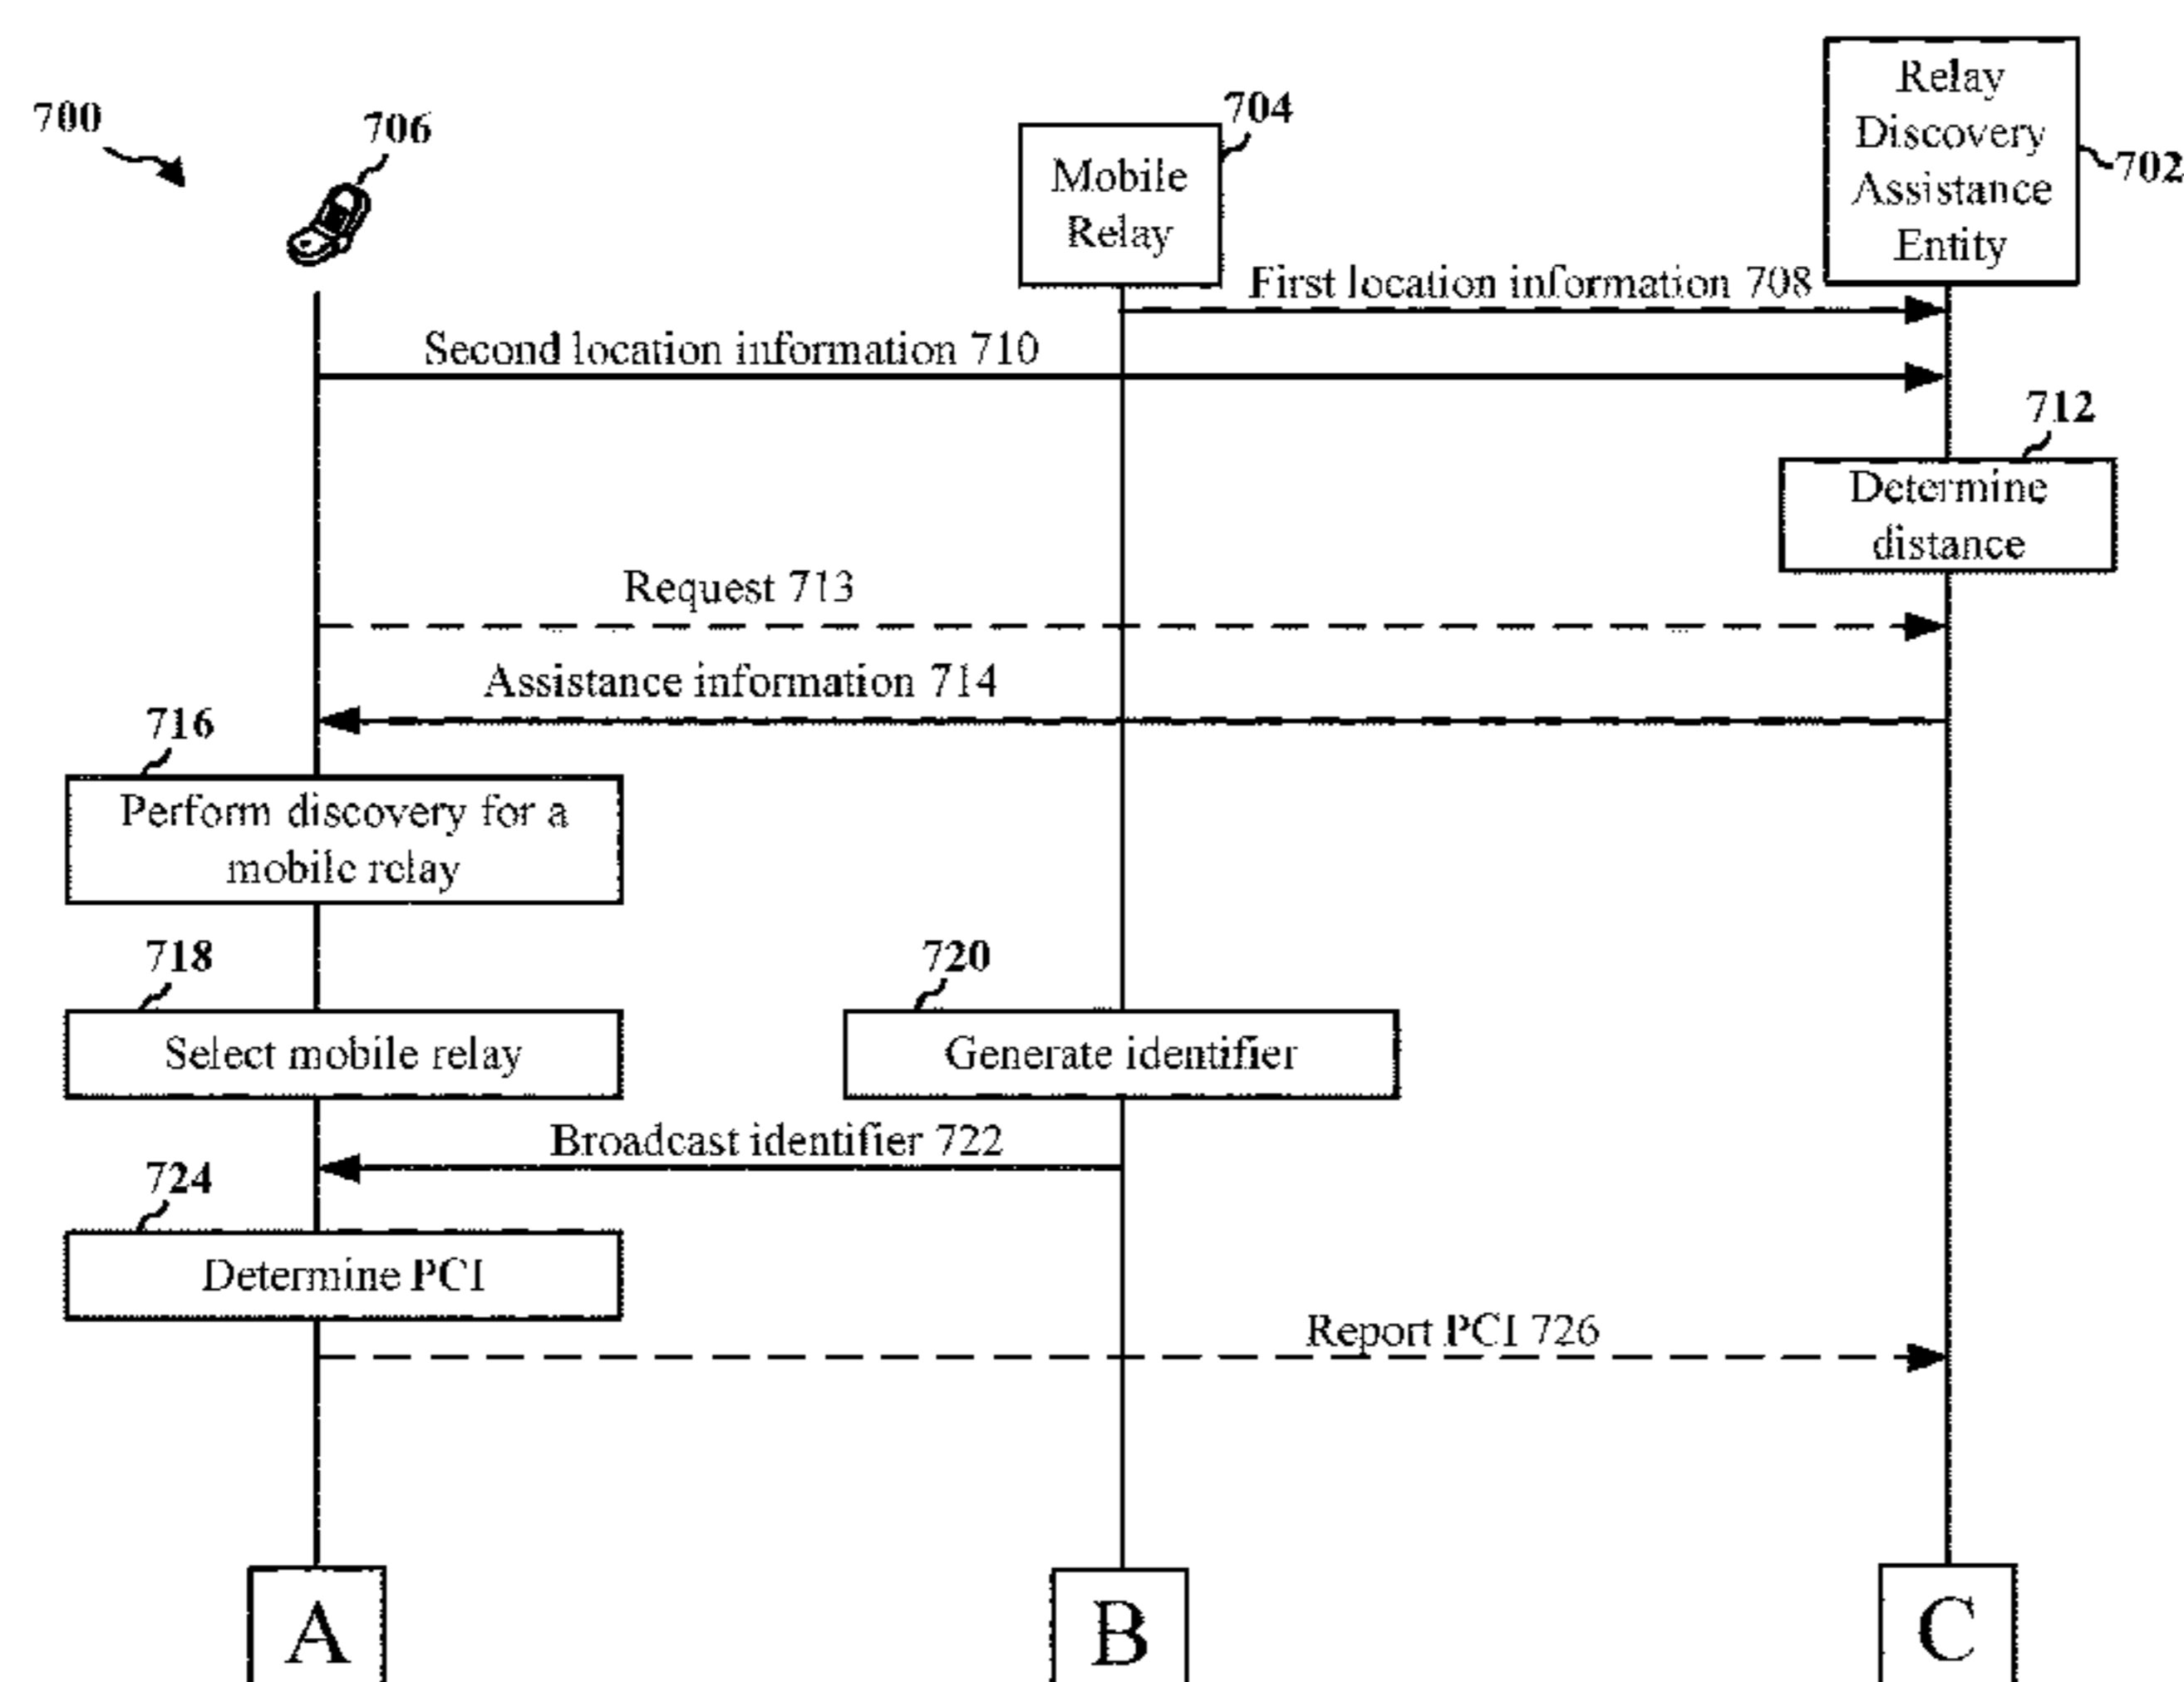 700
706
704
Mobile
Relay
Relay
Discovery
Assistance
Entity
702
First location information 708
Second location information 710
712
Determine
distance
Request 713
Assistance information 714
716
Perform discovery for a
mobile relay
718
Select mobile relay
720
Generate identifier
Broadcast identifier 722
724
Determine PCI
Report PCI 726
A
B
C